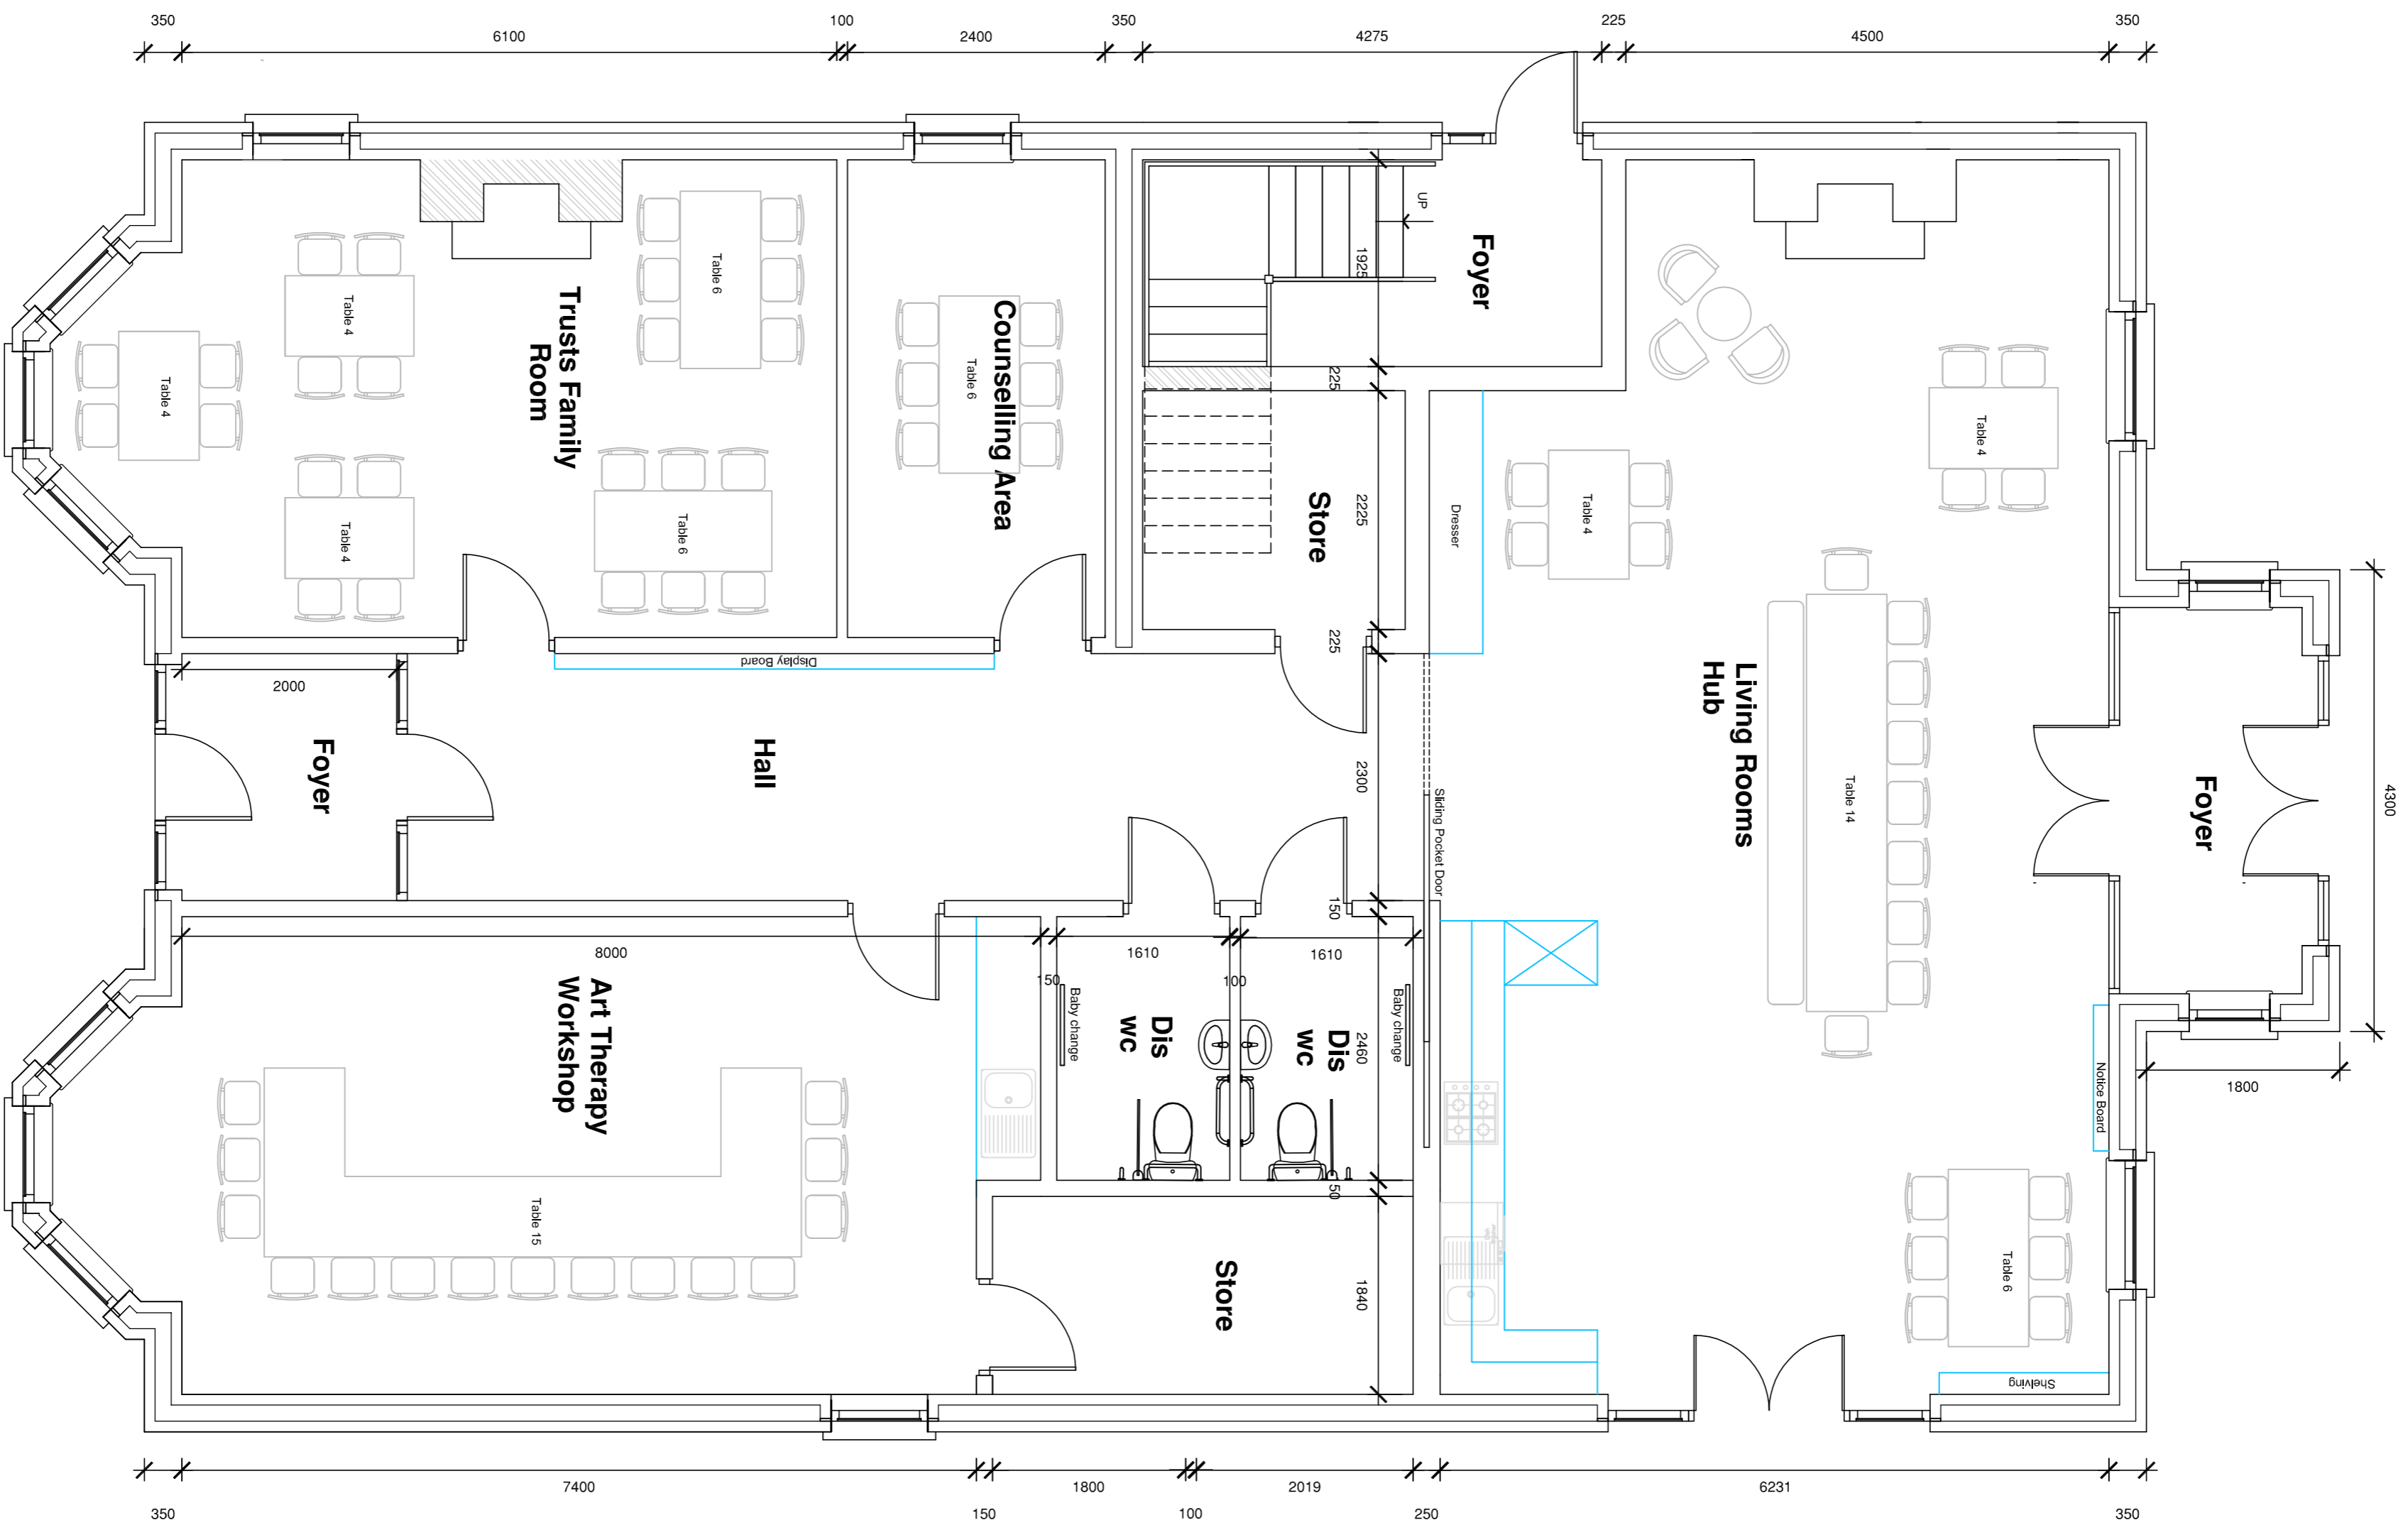 350
6100
100
2400
350
4275
225
4500
350
UP
1925
Foyer
Table 6
Table 4
Table 4
Table 4
Table 6
Trusts Family
Room
Table 6
Counselling Area
225
2225
Store
225
Dresser
Table 4
Table 4
Living Rooms
Hub
Table 14
Foyer
4300
1800
Display Board
2000
Foyer
Hall
2300
Sliding Pocket Door
150
8000
150
1610
100
1610
Baby change
Dis
wc
Dis
wc
2460
Baby change
Notice Board
Art Therapy
Workshop
Table 15
50
Store
1840
Table 6
Shelving
7400
1800
2019
6231
350
150
100
250
350